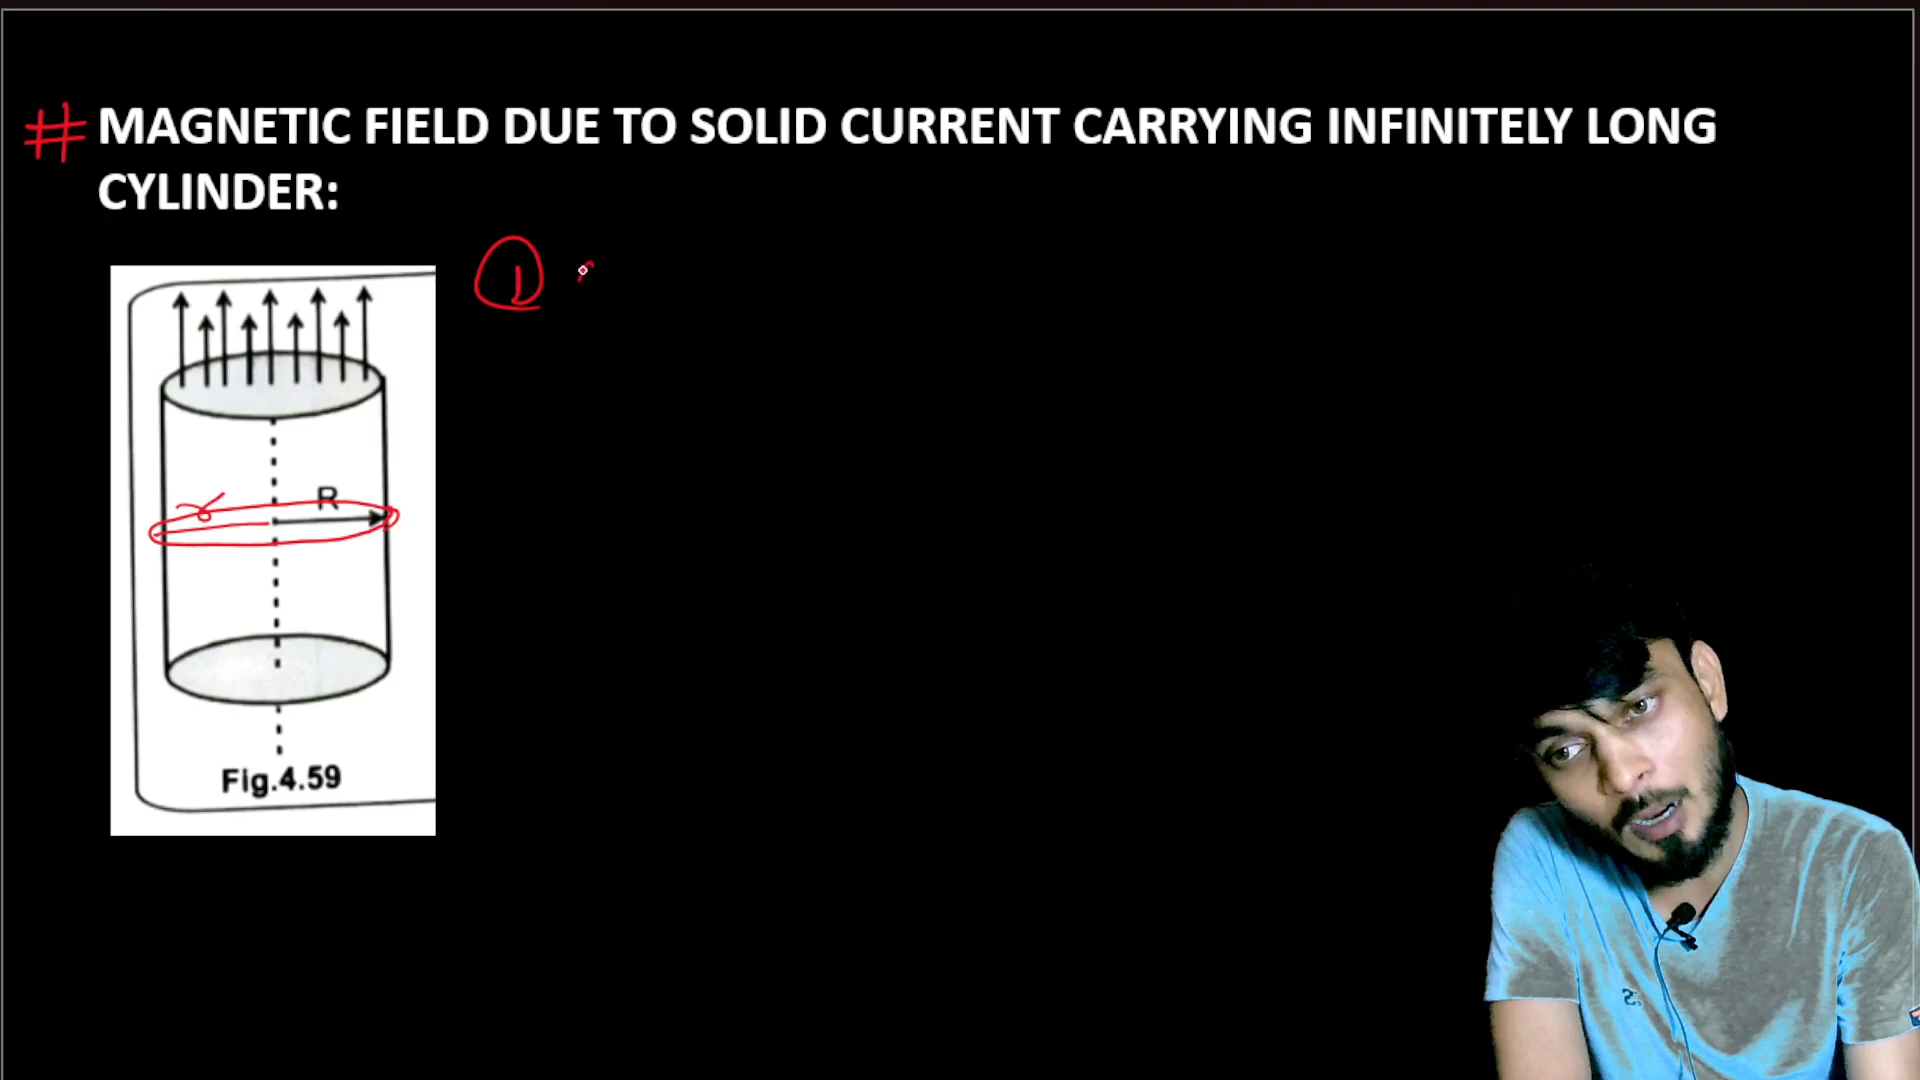 # MAGNETIC FIELD DUE TO SOLID CURRENT CARRYING INFINITELY LONG
CYLINDER:
1
R
Fig.4.59